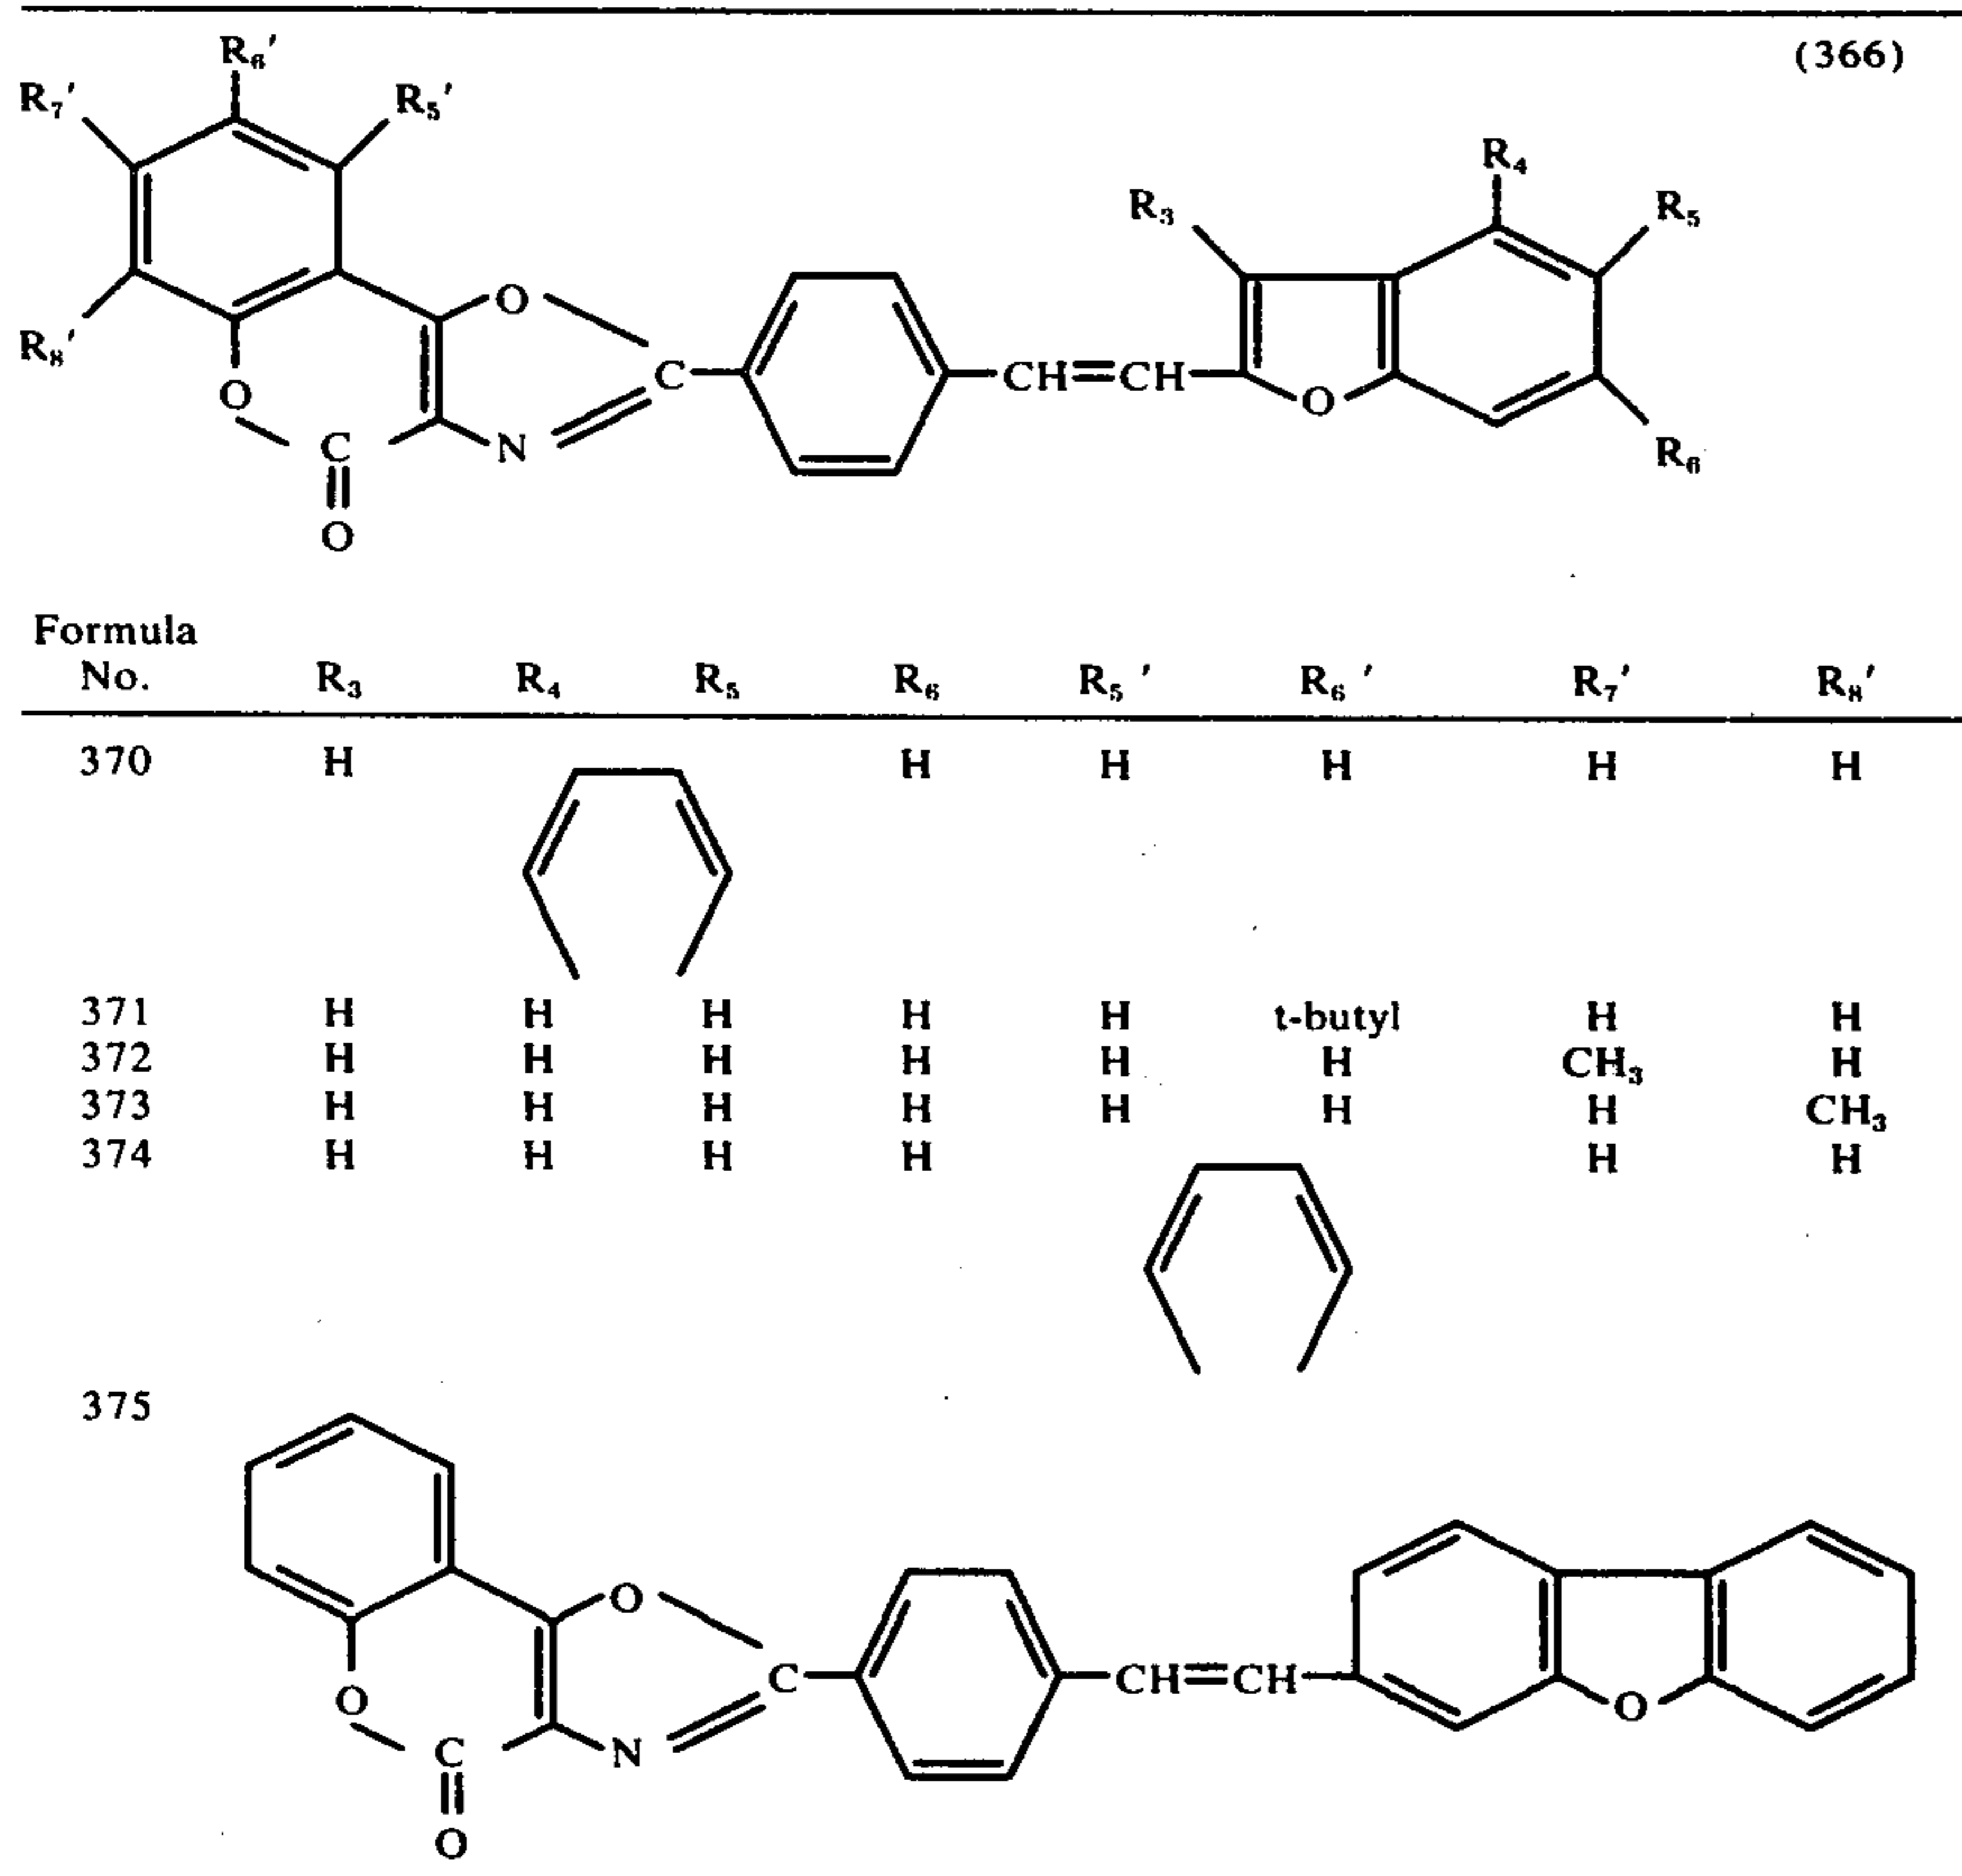 (366)
R₆'
R₇' R₅'
R₄
R₃ R₅
O
R₈' C CH=CH
O O
C N R₆
O
Formula
No. R₃ R₄ R₅ R₆ R₅' R₆' R₇' R₈'
370 H H H H H H
371 H H H H H t-butyl H H
372 H H H H H H CH₃ H
373 H H H H H H H CH₃
374 H H H H H H
375
O
C CH=CH
O O
C N
O